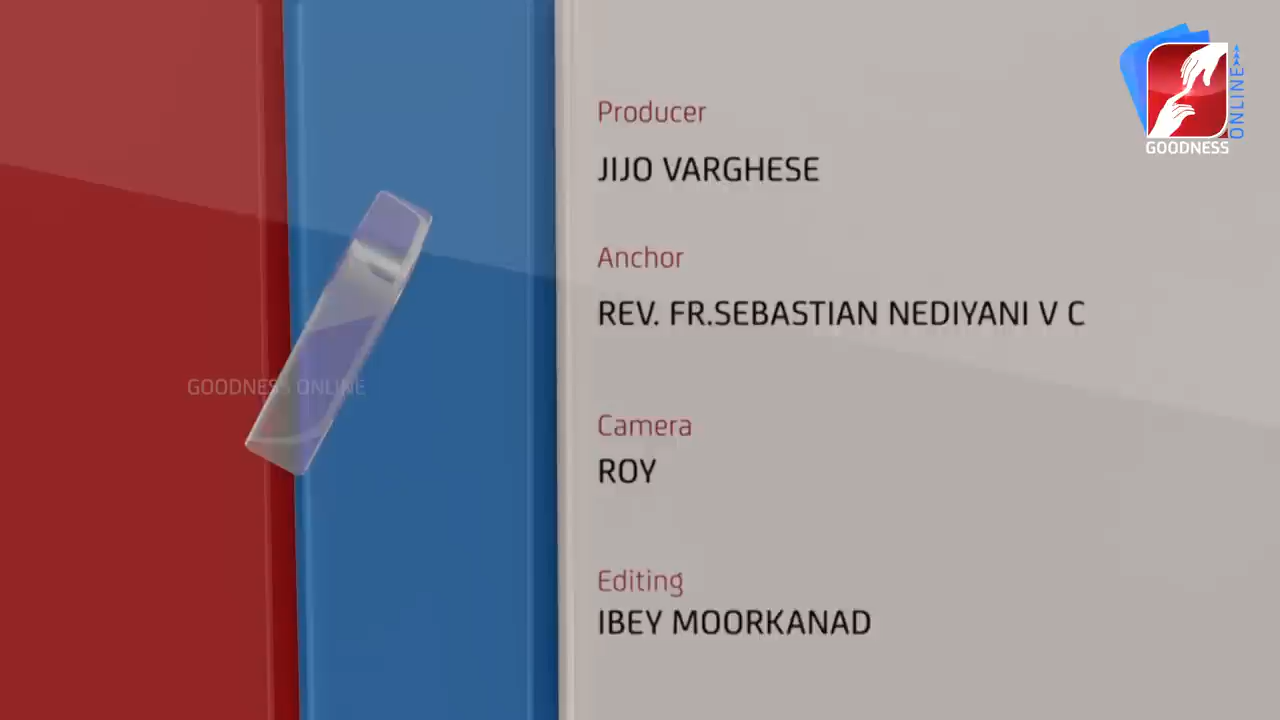 Producer
JIJO VARGHESE
Anchor
REV. FR.SEBASTIAN NEDIYANI V C
Camera
ROY
Editing
IBEY MOORKANAD
GOODNESS ONLINE
ONLINE
GOODNESS